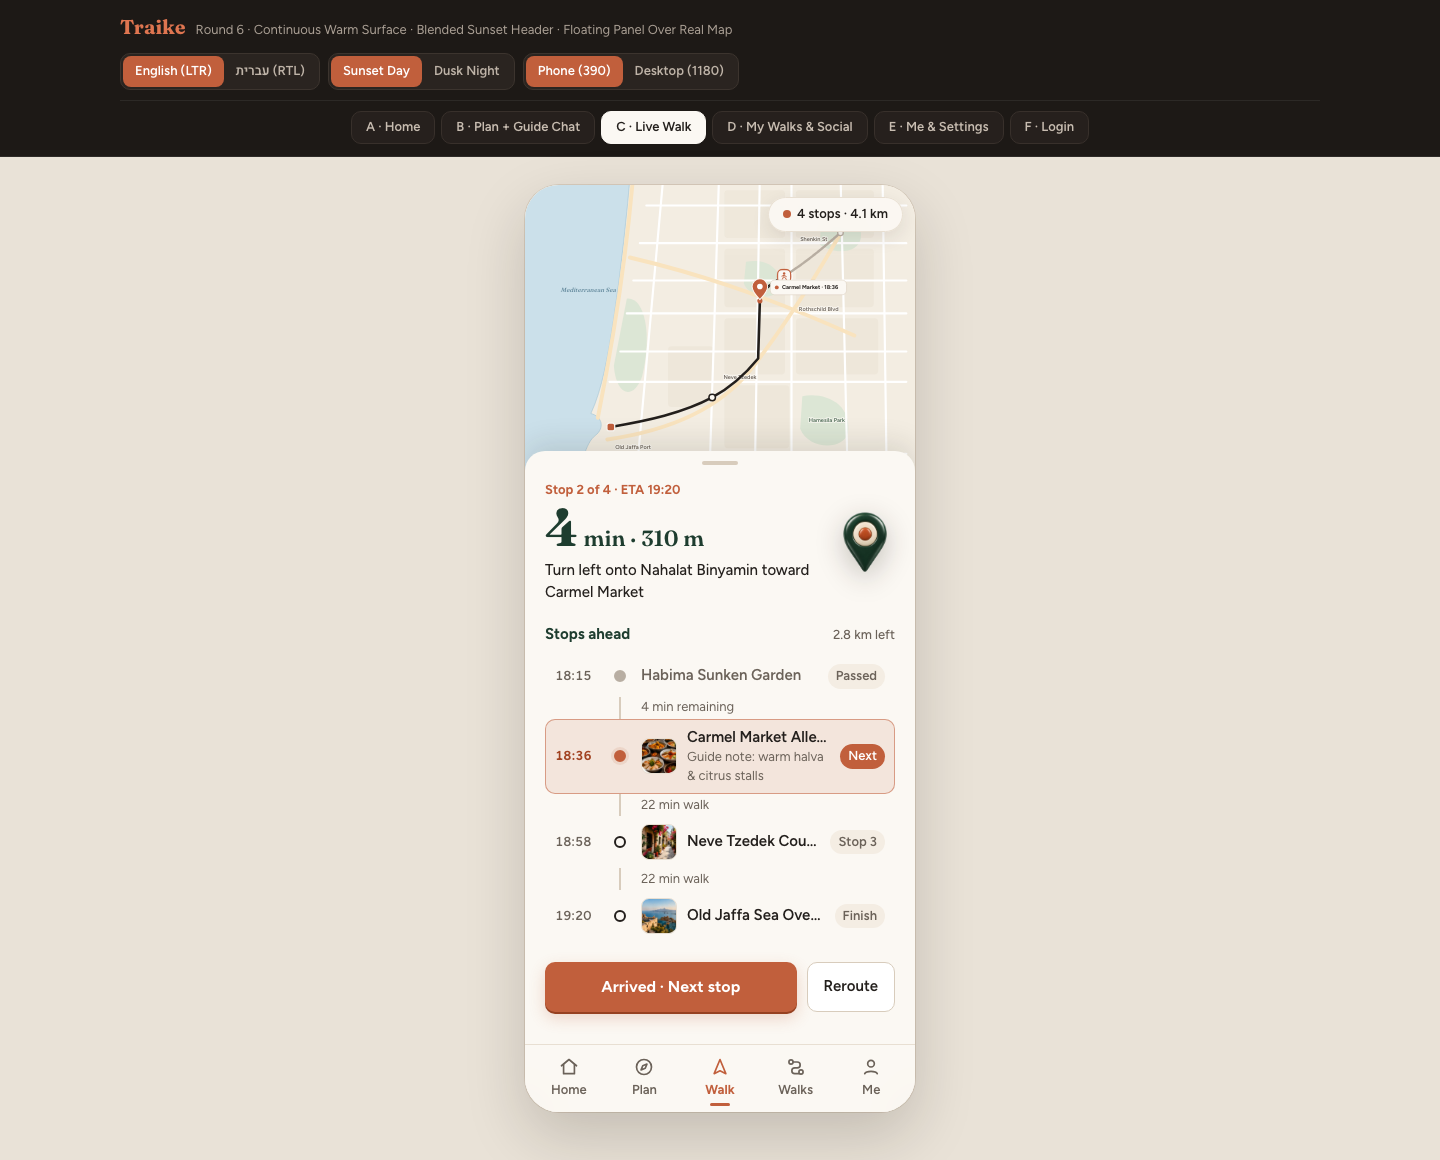 Traike Round 6 · Continuous Warm Surface · Blended Sunset Header · Floating Panel Over Real Map
English (LTR) עברית (RTL) Sunset Day Dusk Night Phone (390) Desktop (1180)
A · Home B · Plan + Guide Chat C · Live Walk D · My Walks & Social E · Me & Settings F · Login
4 stops · 4.1 km
Shenkin St
Mediterranean Sea
Carmel Market · 18:36
Rothschild Blvd
Neve Tzedek
Hamesila Park
Old Jaffa Port
Stop 2 of 4 · ETA 19:20
4 min · 310 m
Turn left onto Nahalat Binyamin toward
Carmel Market
Stops ahead 2.8 km left
18:15 Habima Sunken Garden Passed
4 min remaining
18:36 Carmel Market Alle... Next
Guide note: warm halva
& citrus stalls
22 min walk
18:58 Neve Tzedek Cou... Stop 3
22 min walk
19:20 Old Jaffa Sea Ove... Finish
Arrived · Next stop Reroute
Home Plan Walk Walks Me